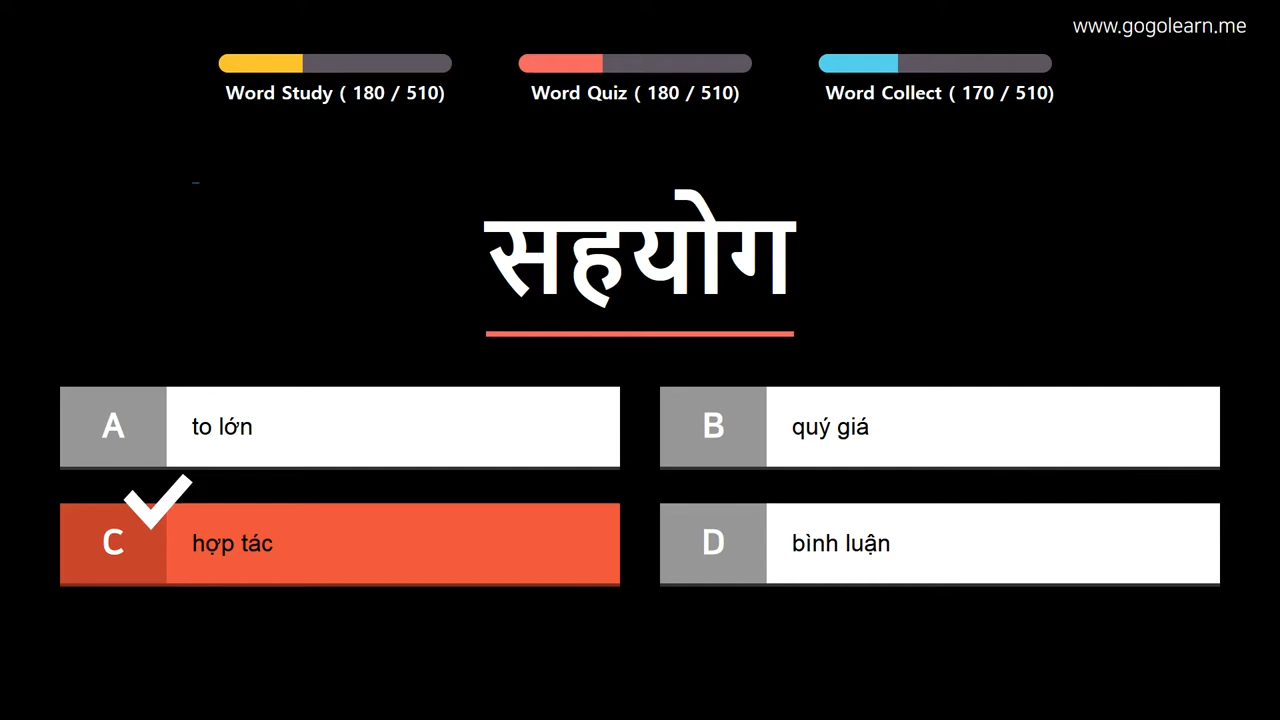 www.gogolearn.me
Word Study ( 180 / 510)
Word Quiz ( 180 / 510)
Word Collect ( 170 / 510)
सहयोग
A to lớn
B quý giá
C hợp tác
D bình luận